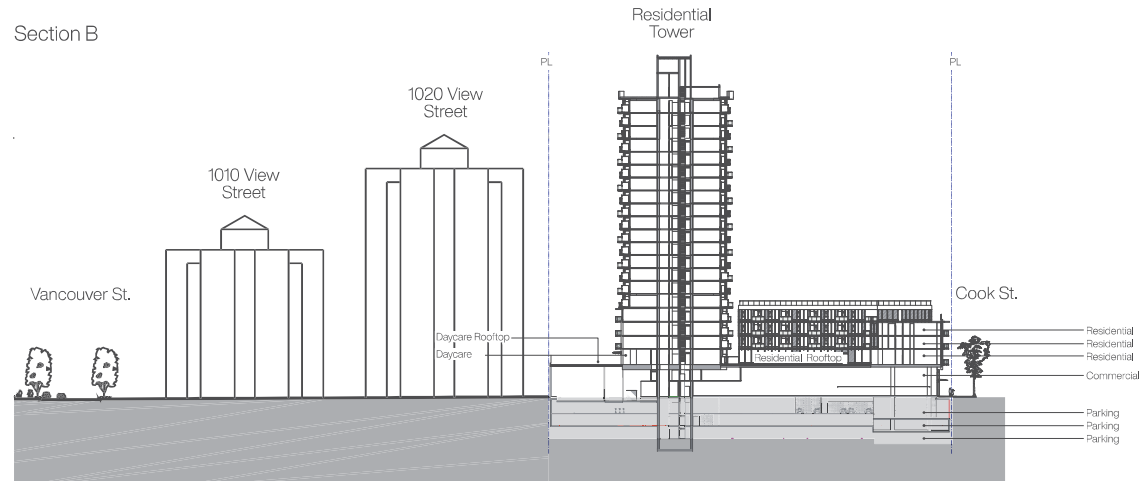 Section B
Residential
Tower
PL
PL
1020 View
Street
1010 View
Street
Vancouver St.
Cook St.
Daycare Rooftop
Daycare
Residential Rooftop
Residential
Residential
Residential
Commercial
Parking
Parking
Parking